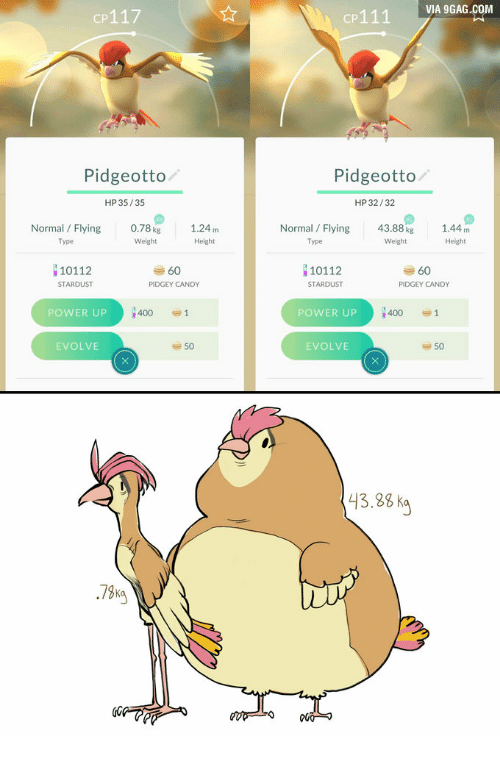 VIA 9GAG.COM
CP117
Pidgeotto
HP 35 / 35
Normal / Flying 0.78 kg 1.24 m
Type Weight Height
10112 60
STARDUST PIDGEY CANDY
POWER UP 400 1
EVOLVE 50
CP111
Pidgeotto
HP 32 / 32
Normal / Flying 43.88 kg 1.44 m
Type Weight Height
10112 60
STARDUST PIDGEY CANDY
POWER UP 400 1
EVOLVE 50
43.88 kg
.78kg